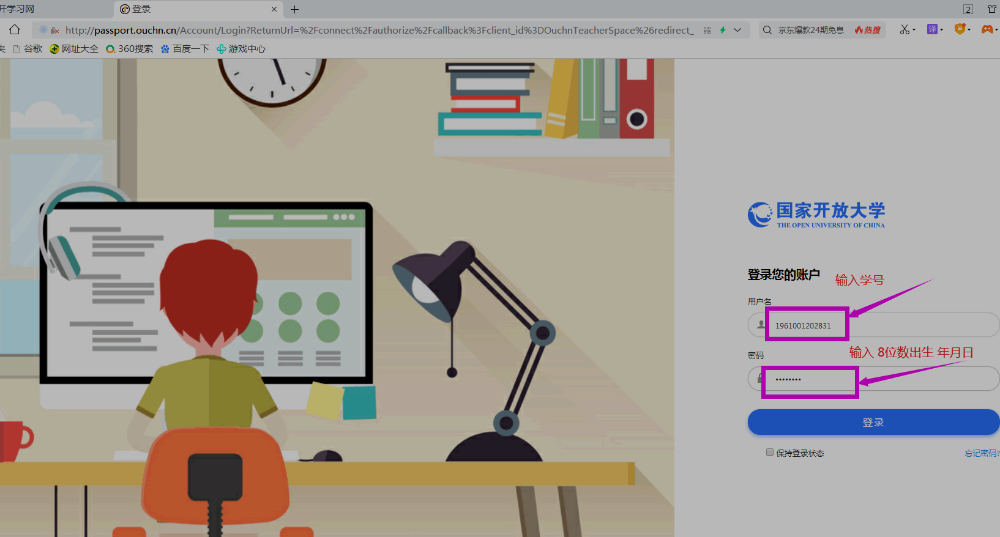 开学习网
登录
2
http://passport.ouchn.cn/Account/Login?ReturnUrl=%2Fconnect%2Fauthorize%2Fcallback%3Fclient_id%3DOuchnTeacherSpace%26redirect_
京东爆款24期免息
热搜
译
夹
谷歌
网址大全
360搜索
百度一下
游戏中心
国家开放大学
THE OPEN UNIVERSITY OF CHINA
登录您的账户
输入学号
用户名
1961001202831
输入 8位数出生 年月日
密码
••••••••
登录
保持登录状态
忘记密码?